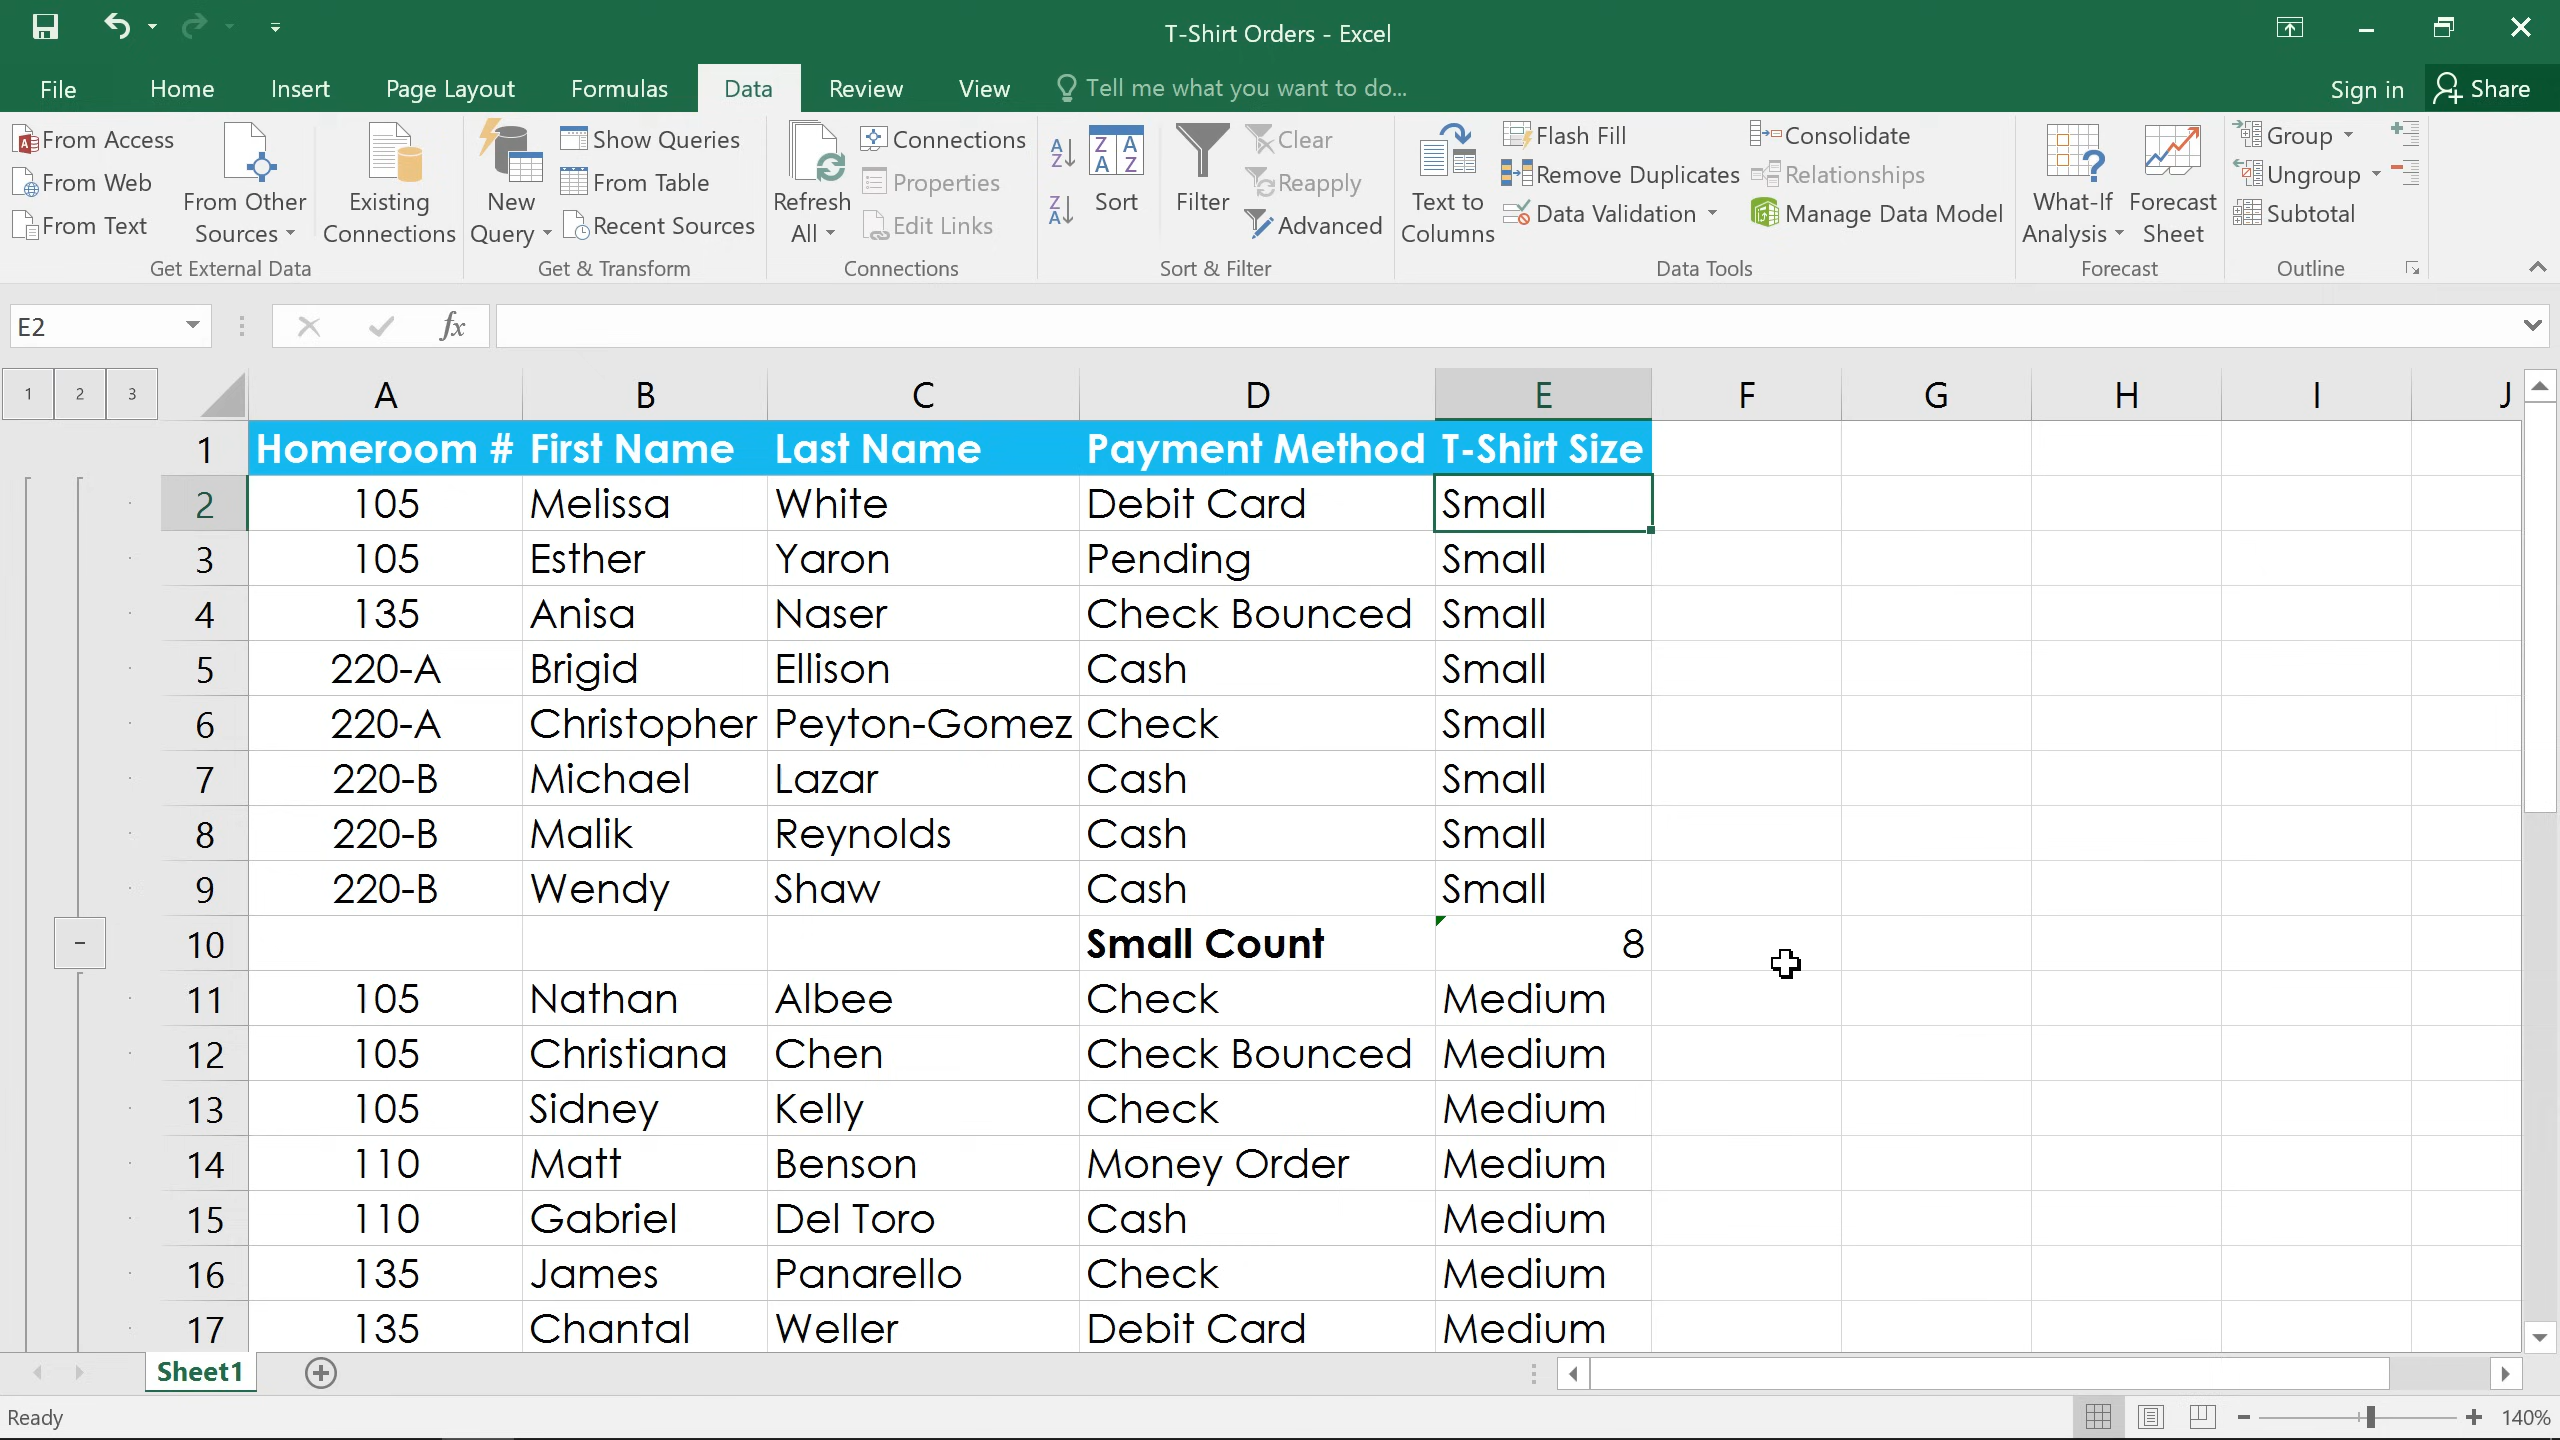 T-Shirt Orders - Excel
File Home Insert Page Layout Formulas Data Review View Tell me what you want to do... Sign in Share
From Access
From Web
From Text
From Other Sources
Existing Connections
Get External Data
New Query
Show Queries
From Table
Recent Sources
Get & Transform
Refresh All
Connections
Properties
Edit Links
Connections
Sort
Filter
Clear
Reapply
Advanced
Sort & Filter
Text to Columns
Flash Fill
Remove Duplicates
Data Validation
Consolidate
Relationships
Manage Data Model
Data Tools
What-If Analysis
Forecast Sheet
Forecast
Group
Ungroup
Subtotal
Outline
E2 fx
1 2 3 A B C D E F G H I J
1 Homeroom # First Name Last Name Payment Method T-Shirt Size
2 105 Melissa White Debit Card Small
3 105 Esther Yaron Pending Small
4 135 Anisa Naser Check Bounced Small
5 220-A Brigid Ellison Cash Small
6 220-A Christopher Peyton-Gomez Check Small
7 220-B Michael Lazar Cash Small
8 220-B Malik Reynolds Cash Small
9 220-B Wendy Shaw Cash Small
10 Small Count 8
11 105 Nathan Albee Check Medium
12 105 Christiana Chen Check Bounced Medium
13 105 Sidney Kelly Check Medium
14 110 Matt Benson Money Order Medium
15 110 Gabriel Del Toro Cash Medium
16 135 James Panarello Check Medium
17 135 Chantal Weller Debit Card Medium
Sheet1
Ready 140%